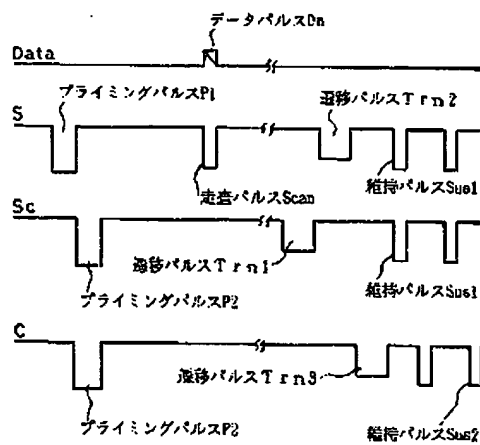 データパルスDn
Data
プライミングパルスP1
遷移パルスTrn2
S
走査パルスScan
維持パルスSus1
Sc
遷移パルスTrn1
維持パルスSus1
プライミングパルスP2
C
遷移パルスTrn3
プライミングパルスP2
維持パルスSus2